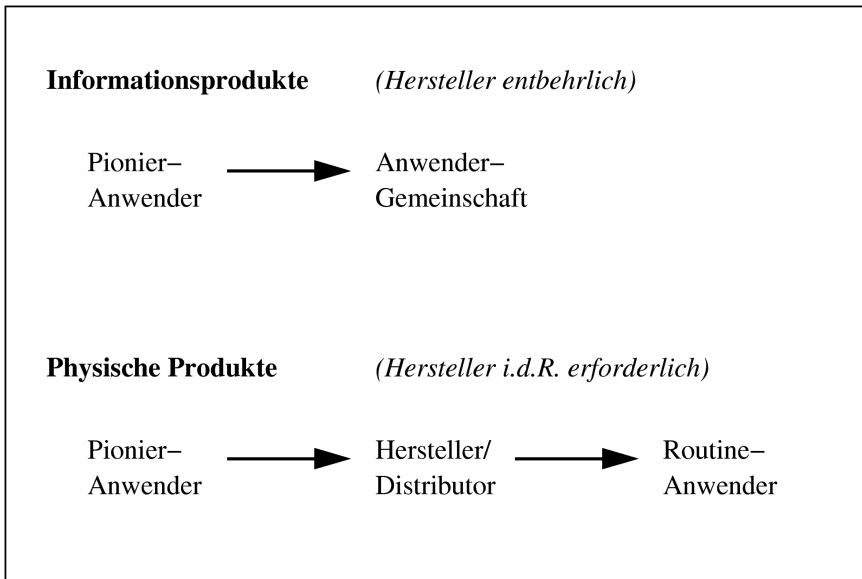 Informationsprodukte (Hersteller entbehrlich)
Pionier– Anwender–
Anwender Gemeinschaft
Physische Produkte (Hersteller i.d.R. erforderlich)
Pionier– Hersteller/ Routine–
Anwender Distributor Anwender